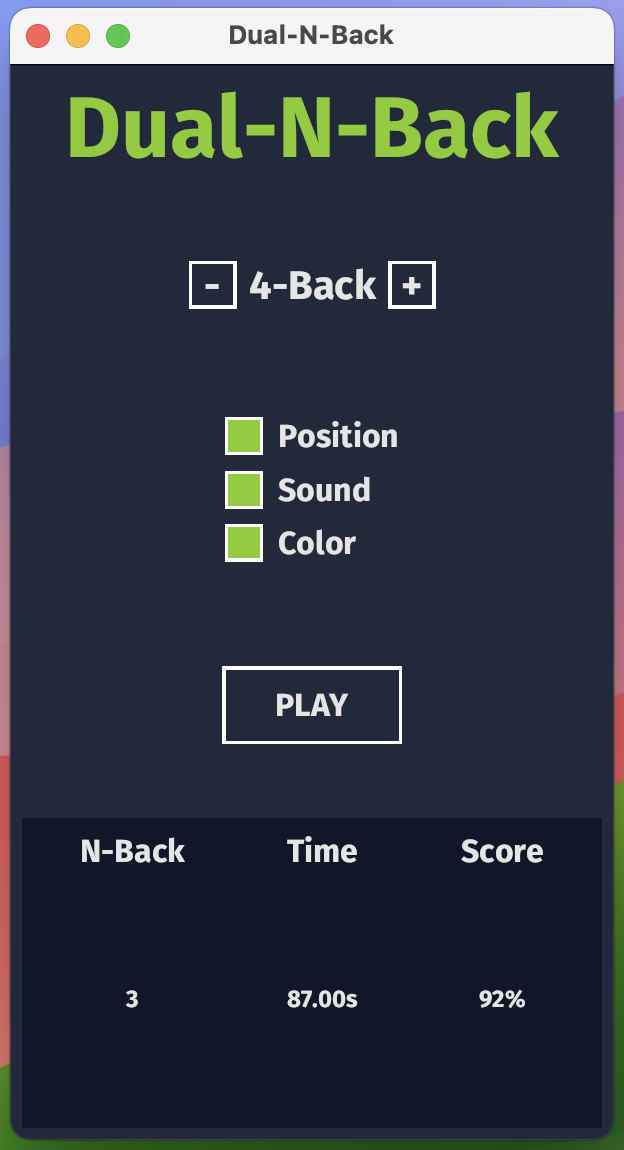 Dual-N-Back
Dual-N-Back
- 4-Back +
Position
Sound
Color
PLAY
N-Back Time Score
3 87.00s 92%